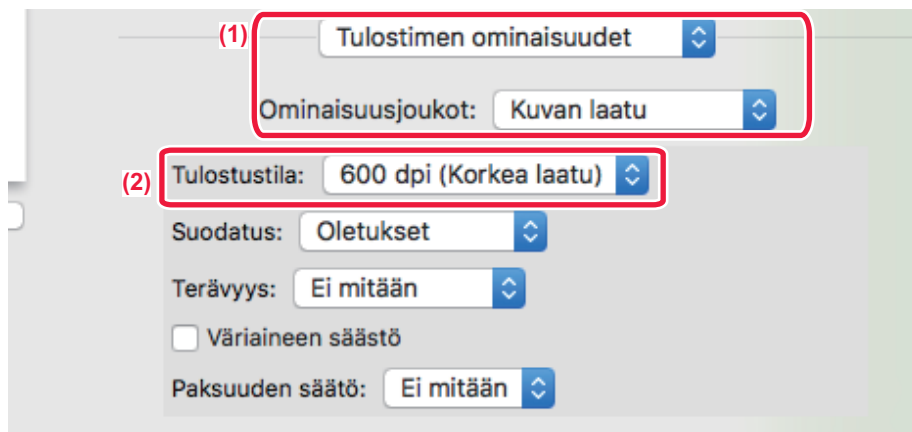 (1) Tulostimen ominaisuudet
Ominaisuusjoukot: Kuvan laatu
(2) Tulostustila: 600 dpi (Korkea laatu)
Suodatus: Oletukset
Terävyys: Ei mitään
Väriaineen säästö
Paksuuden säätö: Ei mitään